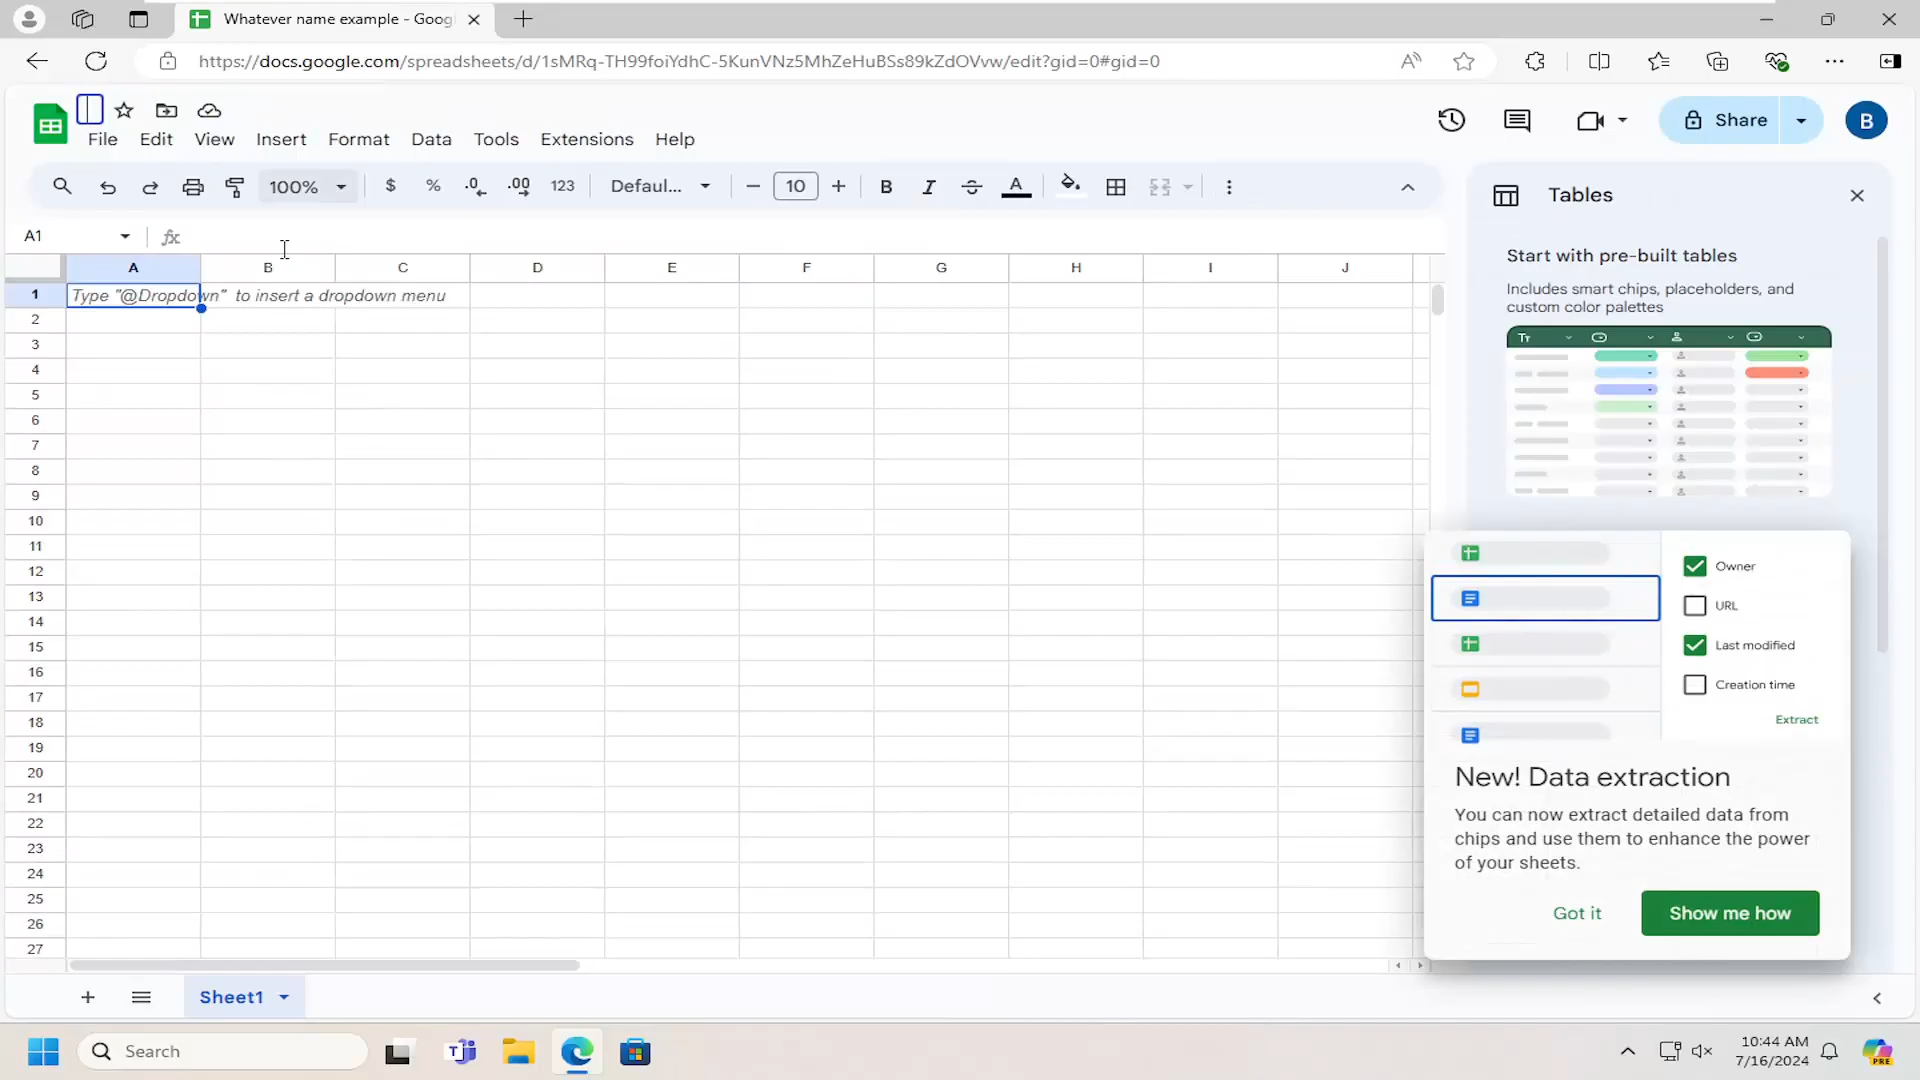 Whatever name example - Goog
https://docs.google.com/spreadsheets/d/1sMRq-TH99foiYdhC-5KunVNz5MhZeHuBSs89kZdOVvw/edit?gid=0#gid=0
File Edit View Insert Format Data Tools Extensions Help
Share
B
100% $ % .0 .00 123 Defaul... 10 B I A
Tables
A1 fx
Start with pre-built tables
Includes smart chips, placeholders, and
custom color palettes
A B C D E F G H I J
1 Type "@Dropdown" to insert a dropdown menu
2
3
4
5
6
7
8
9
10
11
12
13
14
15
16
17
18
19
20
21
22
23
24
25
26
27
Tт
Owner
URL
Last modified
Creation time
Extract
New! Data extraction
You can now extract detailed data from
chips and use them to enhance the power
of your sheets.
Got it Show me how
Sheet1
Search
10:44 AM
7/16/2024
PRE